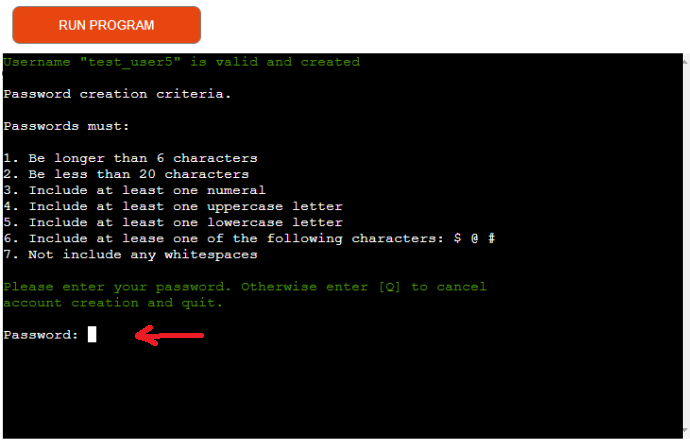 RUN PROGRAM
Username "test_user5" is valid and created
Password creation criteria.
Passwords must:
1. Be longer than 6 characters
2. Be less than 20 characters
3. Include at least one numeral
4. Include at least one uppercase letter
5. Include at least one lowercase letter
6. Include at lease one of the following characters: $ @ #
7. Not include any whitespaces
Please enter your password. Otherwise enter [Q] to cancel
account creation and quit.
Password: